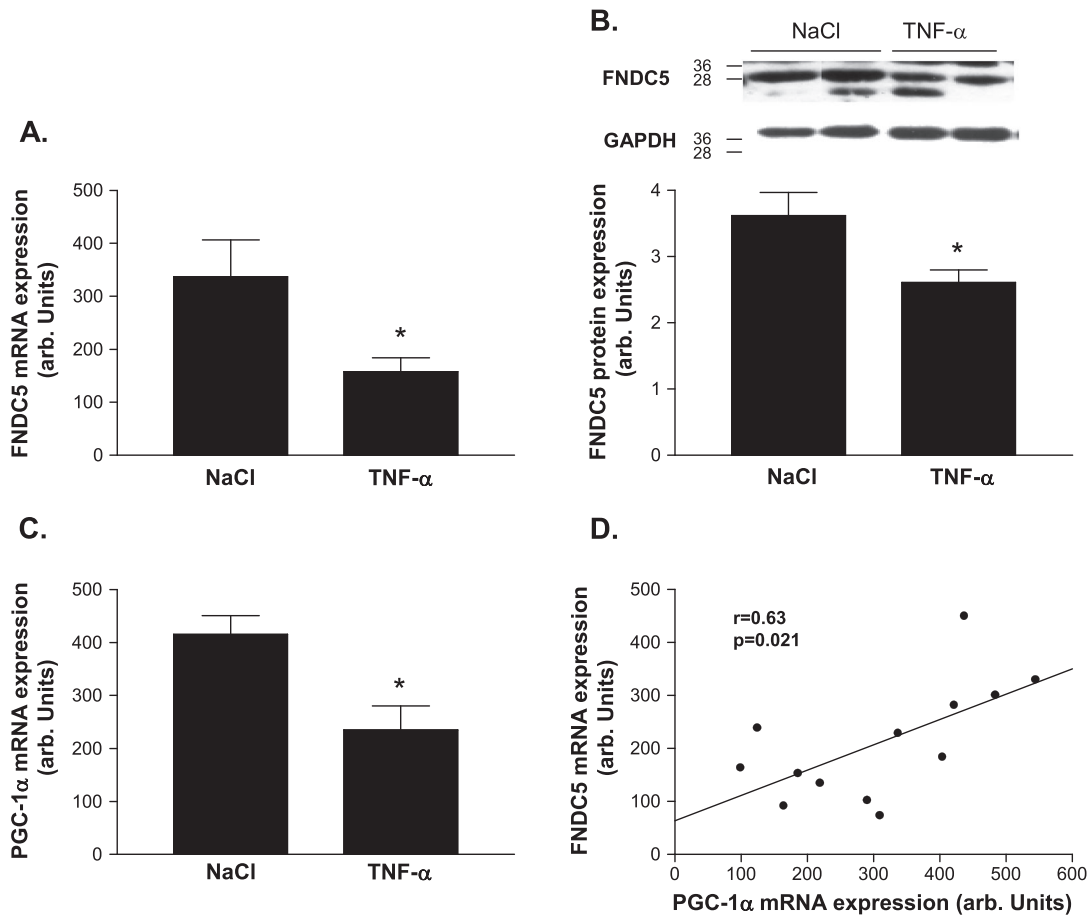 A.
FNDC5 mRNA expression
(arb. Units)
500
400
300
200
100
0
*
NaCl
TNF-α
B.
NaCl
TNF-α
FNDC5
36
28
GAPDH
36
28
FNDC5 protein expression
(arb. Units)
4
3
2
1
0
*
NaCl
TNF-α
C.
PGC-1α mRNA expression
(arb. Units)
500
400
300
200
100
0
*
NaCl
TNF-α
D.
FNDC5 mRNA expression
(arb. Units)
500
400
300
200
100
0
r=0.63
p=0.021
0 100 200 300 400 500 600
PGC-1α mRNA expression (arb. Units)